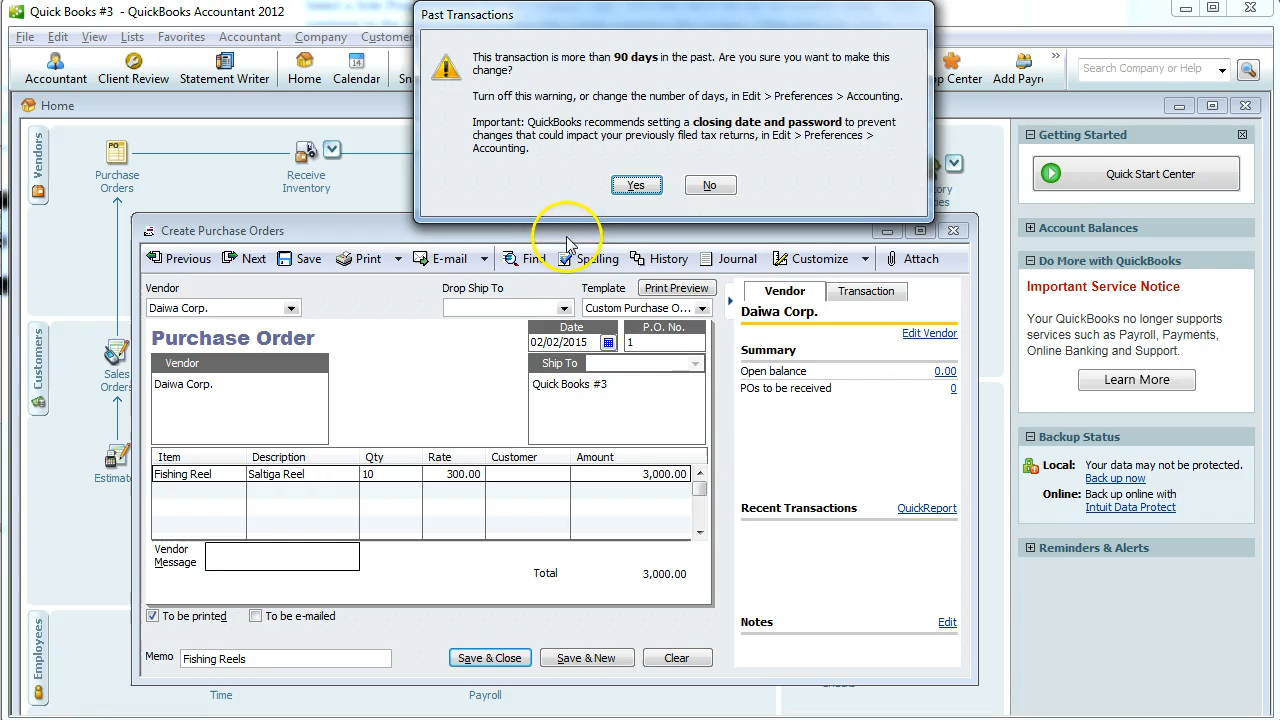 Quick Books #3 - QuickBooks Accountant 2012
Past Transactions
File Edit View Lists Favorites Accountant Company
This transaction is more than 90 days in the past. Are you sure you want to make this
change?
Turn off this warning, or change the number of days, in Edit > Preferences > Accounting.
Important: QuickBooks recommends setting a closing date and password to prevent
changes that could impact your previously filed tax returns, in Edit > Preferences >
Accounting.
Yes No
Accountant Client Review Statement Writer Home Calendar
Center Add Payr
Search Company or Help
Home
Vendors
Purchase
Orders
Receive
Inventory
Customers
Sales
Orders
Employees
Time
Payroll
Create Purchase Orders
Previous Next Save Print E-mail Find Spelling History Journal Customize Attach
Vendor
Daiwa Corp.
Drop Ship To
Template
Print Preview
Custom Purchase O...
Purchase Order
Date
02/02/2015
P.O. No.
1
Vendor
Daiwa Corp.
Ship To
Quick Books #3
Item Description Qty Rate Customer Amount
Fishing Reel Saltiga Reel 10 300.00 3,000.00
Vendor
Message
Total 3,000.00
To be printed To be e-mailed
Memo Fishing Reels
Save & Close Save & New Clear
Vendor Transaction
Daiwa Corp.
Edit Vendor
Summary
Open balance 0.00
POs to be received 0
Recent Transactions QuickReport
Notes Edit
Getting Started
Quick Start Center
Account Balances
Do More with QuickBooks
Important Service Notice
Your QuickBooks no longer supports
services such as Payroll, Payments,
Online Banking and Support.
Learn More
Backup Status
Local: Your data may not be protected.
Back up now
Online: Back up online with
Intuit Data Protect
Reminders & Alerts